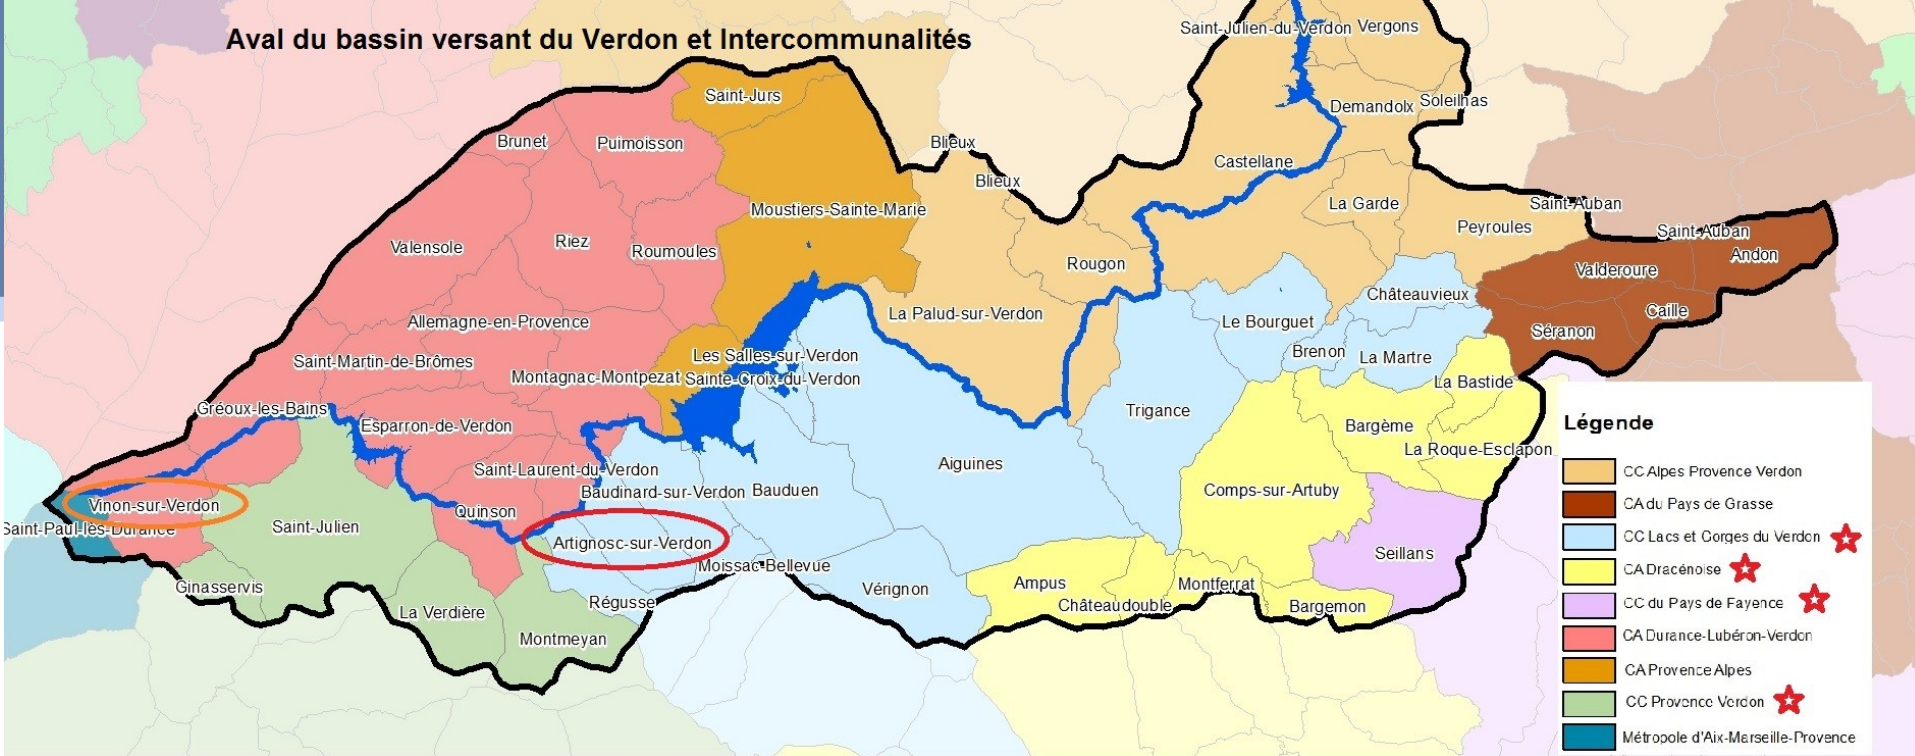 Aval du bassin versant du Verdon et Intercommunalités
Saint-Julien-du-Verdon
Vergons
Saint-Jurs
Demandolx
Soleilhas
Brunet
Puimoisson
Blieux
Castellane
Blieux
Moustiers-Sainte-Marie
La Garde
Saint-Auban
Valensole
Riez
Roumoules
Peyroules
Saint-Auban
Rougon
Valderoure
Andon
Allemagne-en-Provence
La Palud-sur-Verdon
Châteauvieux
Le Bourguet
Caille
Séranon
Saint-Martin-de-Brômes
Les Salles-sur-Verdon
Brenon
La Martre
Montagnac-Montpezat
Sainte-Croix-du-Verdon
La Bastide
Gréoux-les-Bains
Trigance
Esparron-de-Verdon
Bargème
La Roque-Esclapon
Saint-Laurent-du-Verdon
Aiguines
Baudinard-sur-Verdon
Bauduen
Comps-sur-Artuby
Vinon-sur-Verdon
Quinson
Saint-Paul-lès-Durance
Saint-Julien
Artignosc-sur-Verdon
Seillans
Moissac-Bellevue
Ginasservis
Vérignon
Ampus
Montferrat
Régusse
Châteaudouble
Bargemon
La Verdière
Montmeyan
Légende
CC Alpes Provence Verdon
CA du Pays de Grasse
CC Lacs et Gorges du Verdon
CA Dracénoise
CC du Pays de Fayence
CA Durance-Lubéron-Verdon
CA Provence Alpes
CC Provence Verdon
Métropole d'Aix-Marseille-Provence